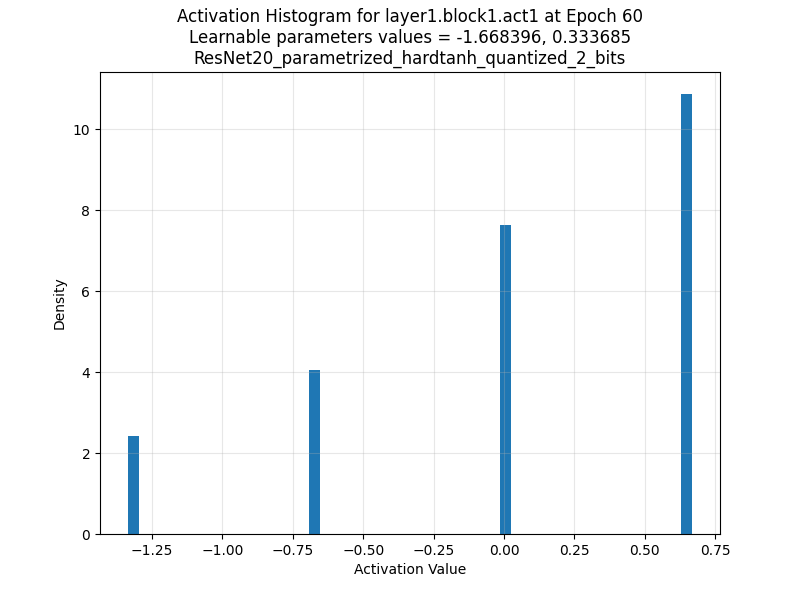 Activation Histogram for layer1.block1.act1 at Epoch 60
Learnable parameters values = -1.668396, 0.333685
ResNet20_parametrized_hardtanh_quantized_2_bits
10
8
6
4
2
0
Density
−1.25 −1.00 −0.75 −0.50 −0.25 0.00 0.25 0.50 0.75
Activation Value